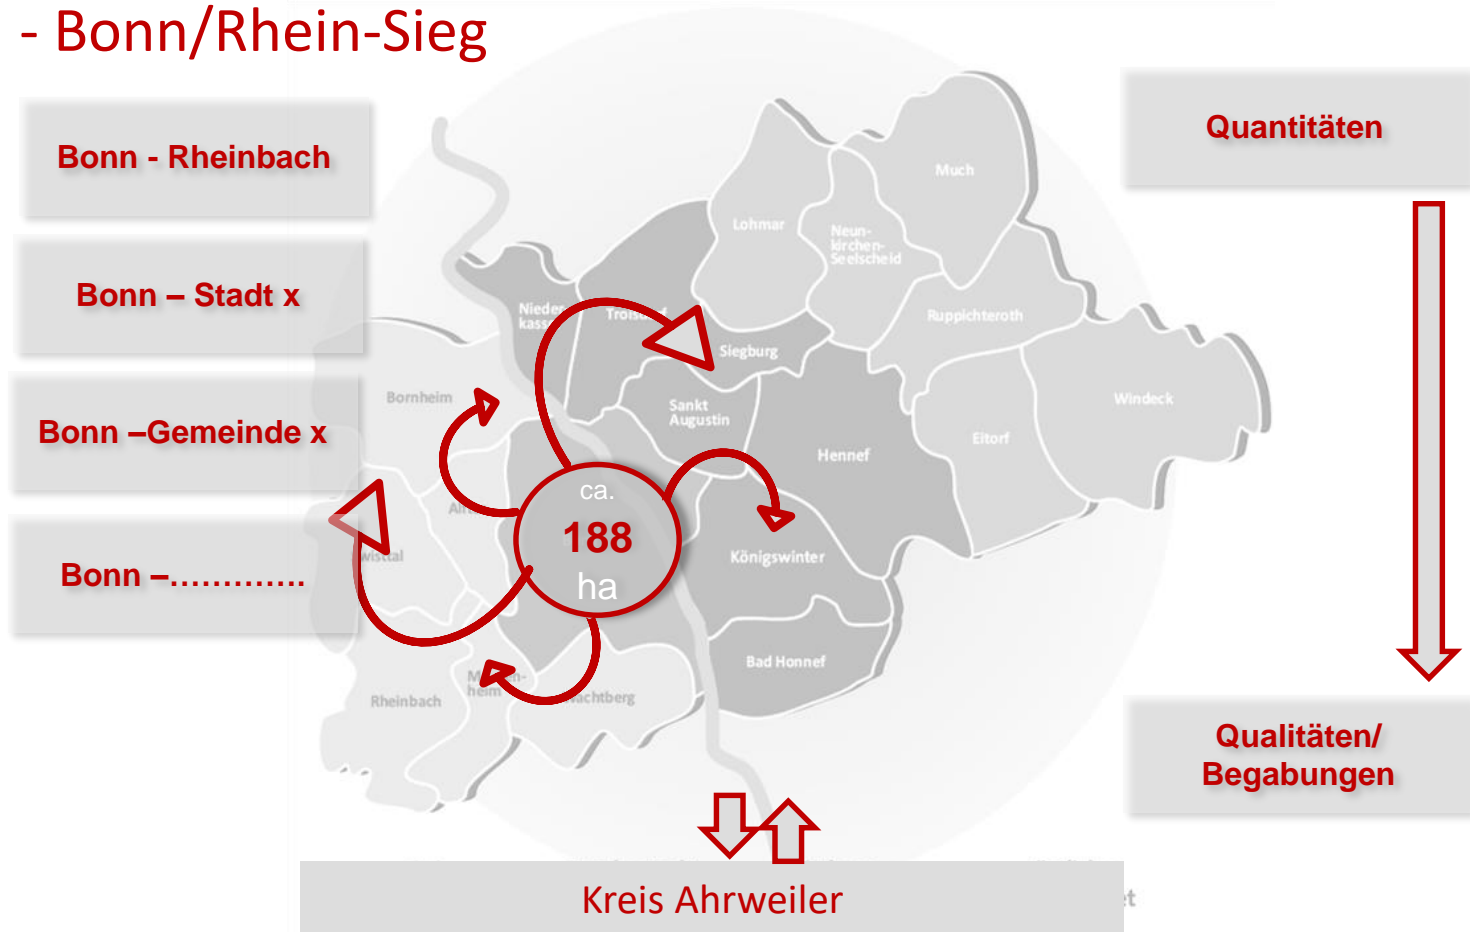 - Bonn/Rhein-Sieg
Bonn - Rheinbach
Bonn – Stadt x
Bonn –Gemeinde x
Bonn –.............
Quantitäten
Qualitäten/
Begabungen
Much
Lohmar
Neun-
kirchen-
Seelscheid
Ruppichteroth
Windeck
Eitorf
Siegburg
Sankt
Augustin
Hennef
Bornheim
Königswinter
Bad Honnef
Rheinbach
ca.
188
ha
Kreis Ahrweiler